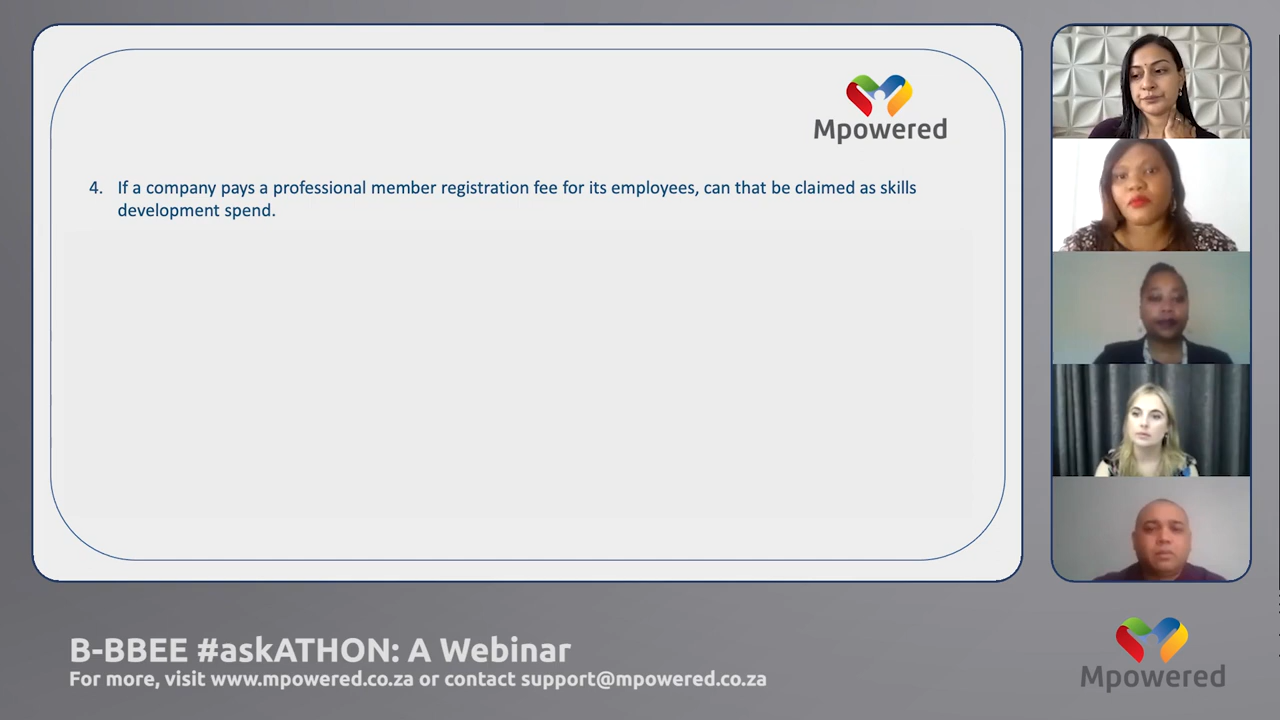 Mpowered
4. If a company pays a professional member registration fee for its employees, can that be claimed as skills
development spend.
B-BBEE #askATHON: A Webinar
For more, visit www.mpowered.co.za or contact support@mpowered.co.za
Mpowered